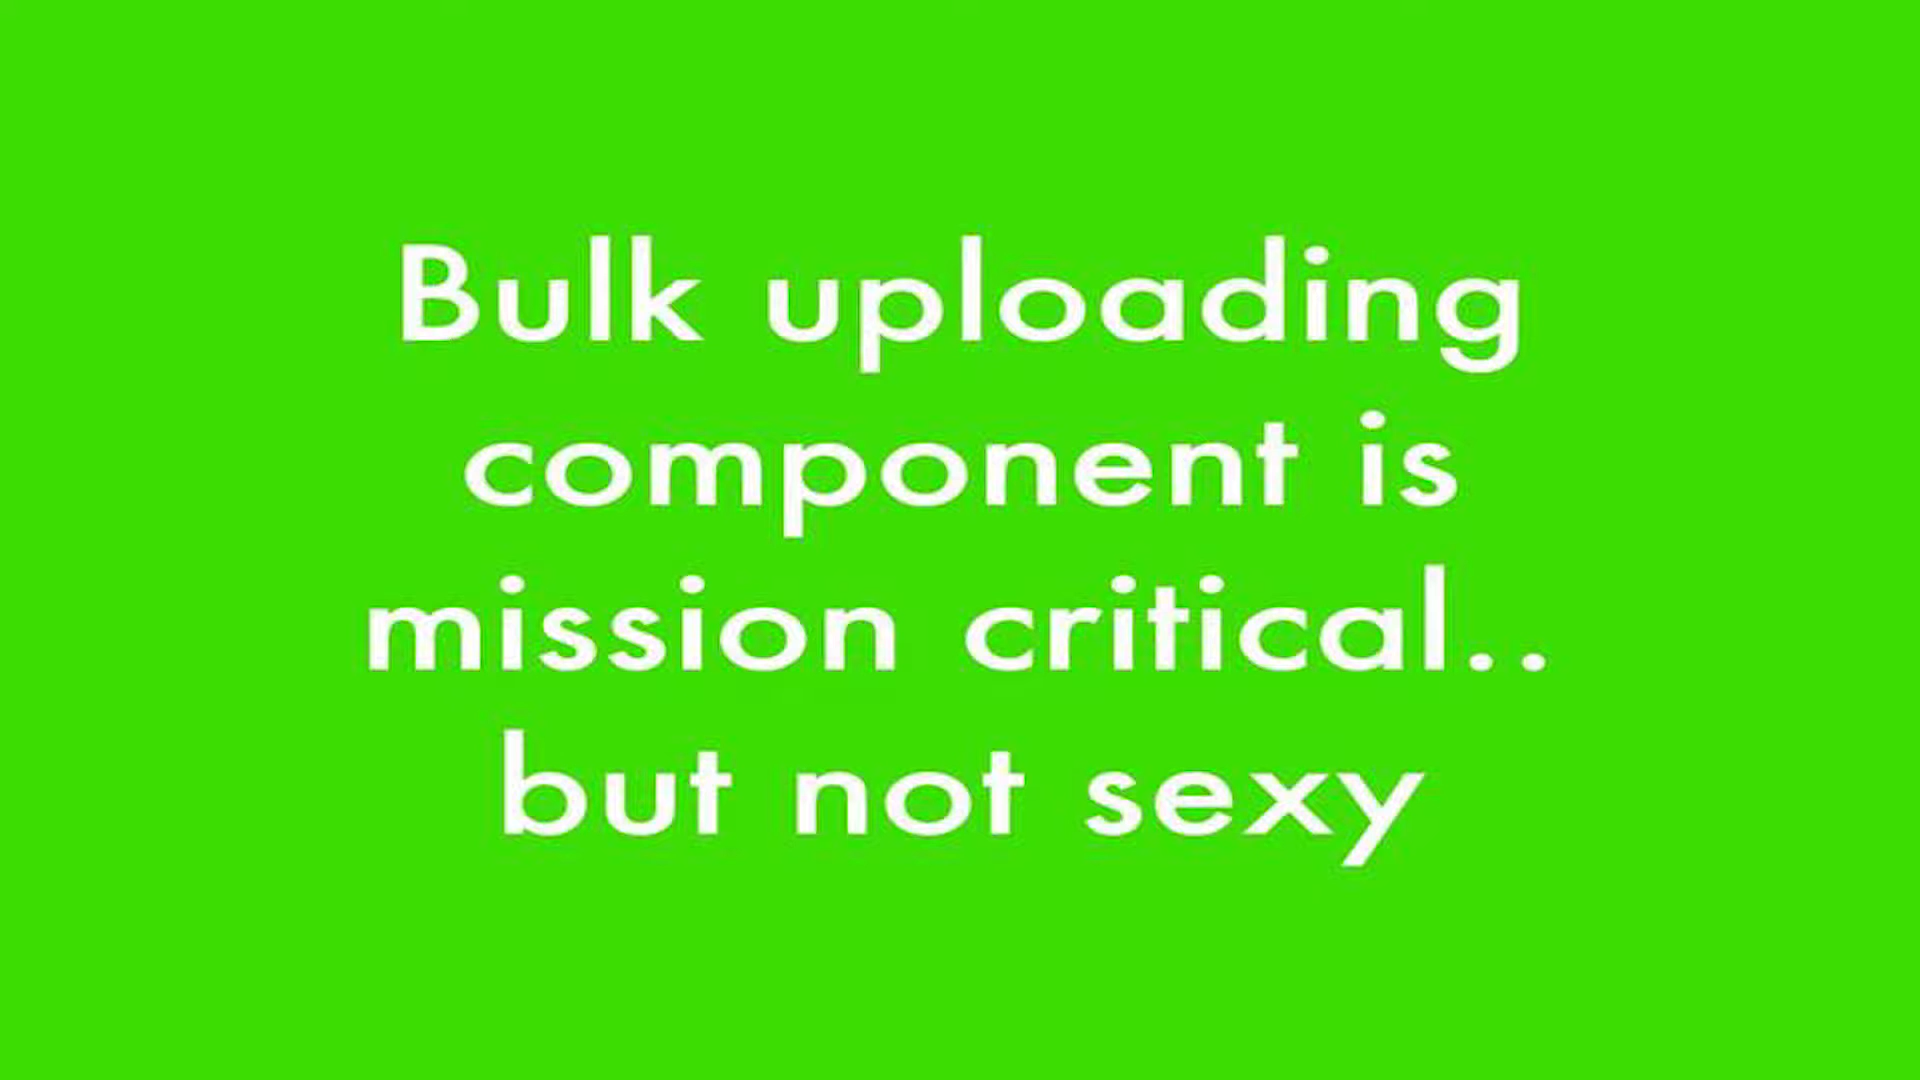 Bulk uploading
component is
mission critical..
but not sexy